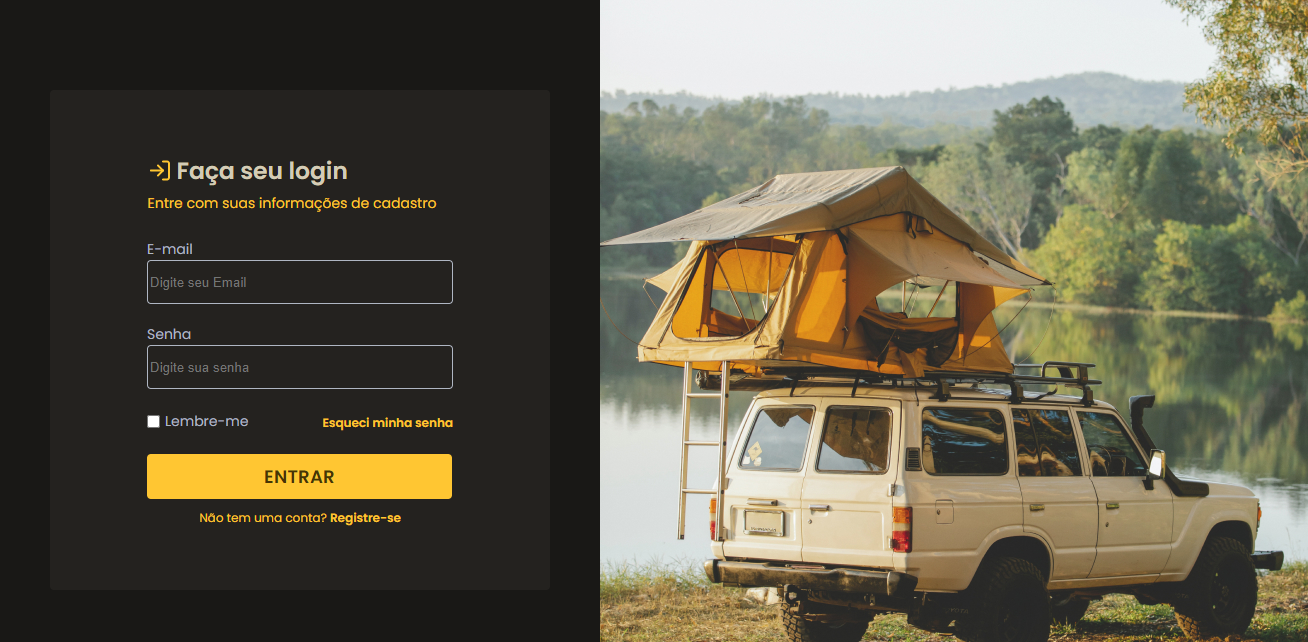 Faça seu login
Entre com suas informações de cadastro
E-mail
Digite seu Email
Senha
Digite sua senha
Lembre-me Esqueci minha senha
ENTRAR
Não tem uma conta? Registre-se